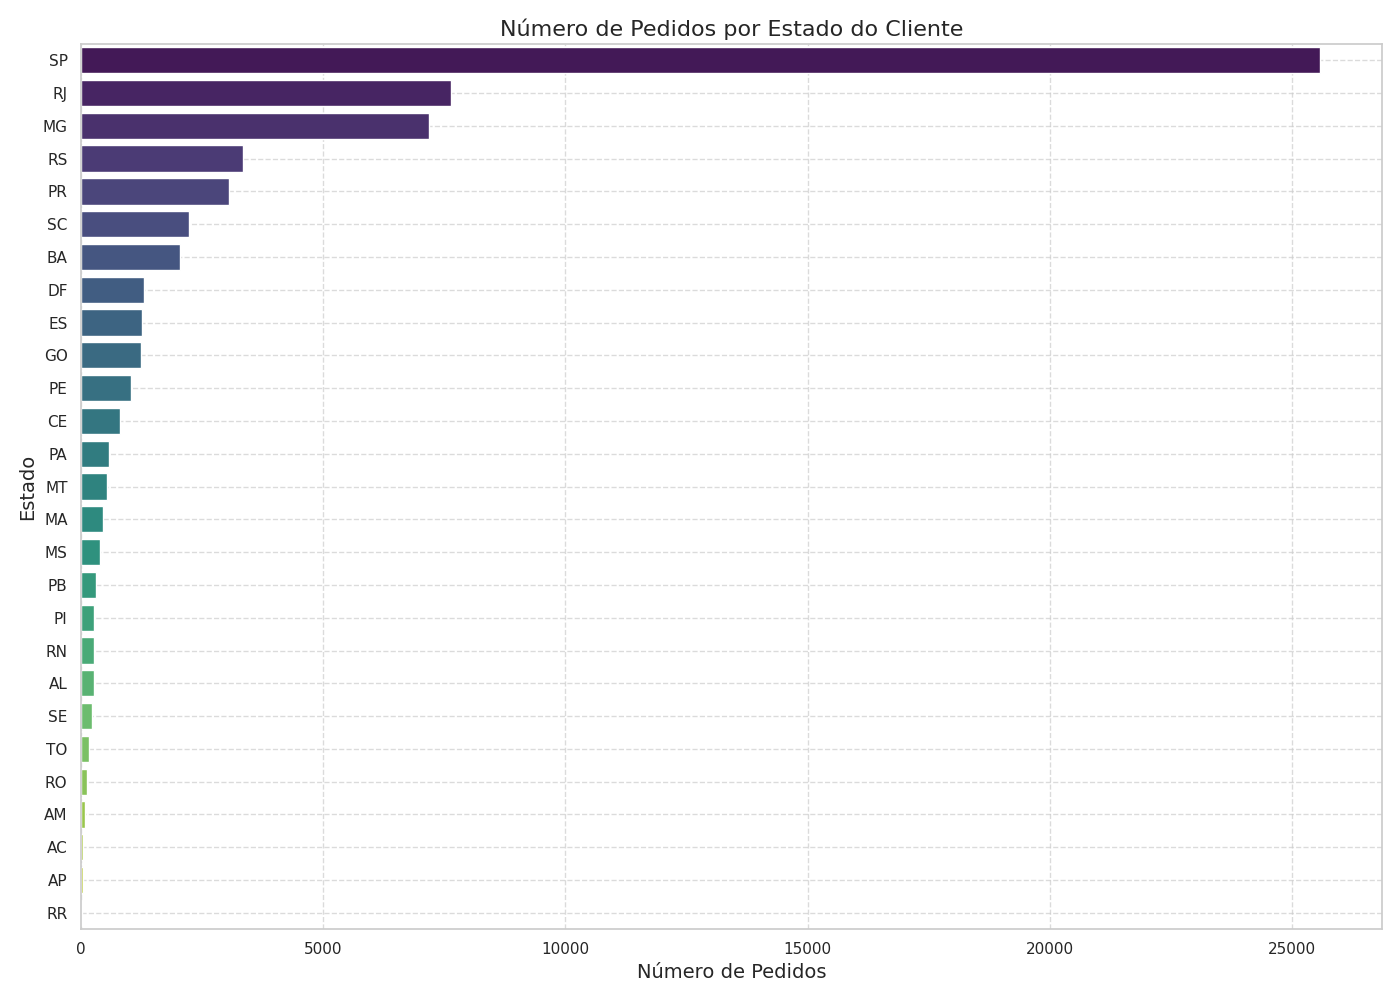 Número de Pedidos por Estado do Cliente
Estado
SP
RJ
MG
RS
PR
SC
BA
DF
ES
GO
PE
CE
PA
MT
MA
MS
PB
PI
RN
AL
SE
TO
RO
AM
AC
AP
RR
0 5000 10000 15000 20000 25000
Número de Pedidos